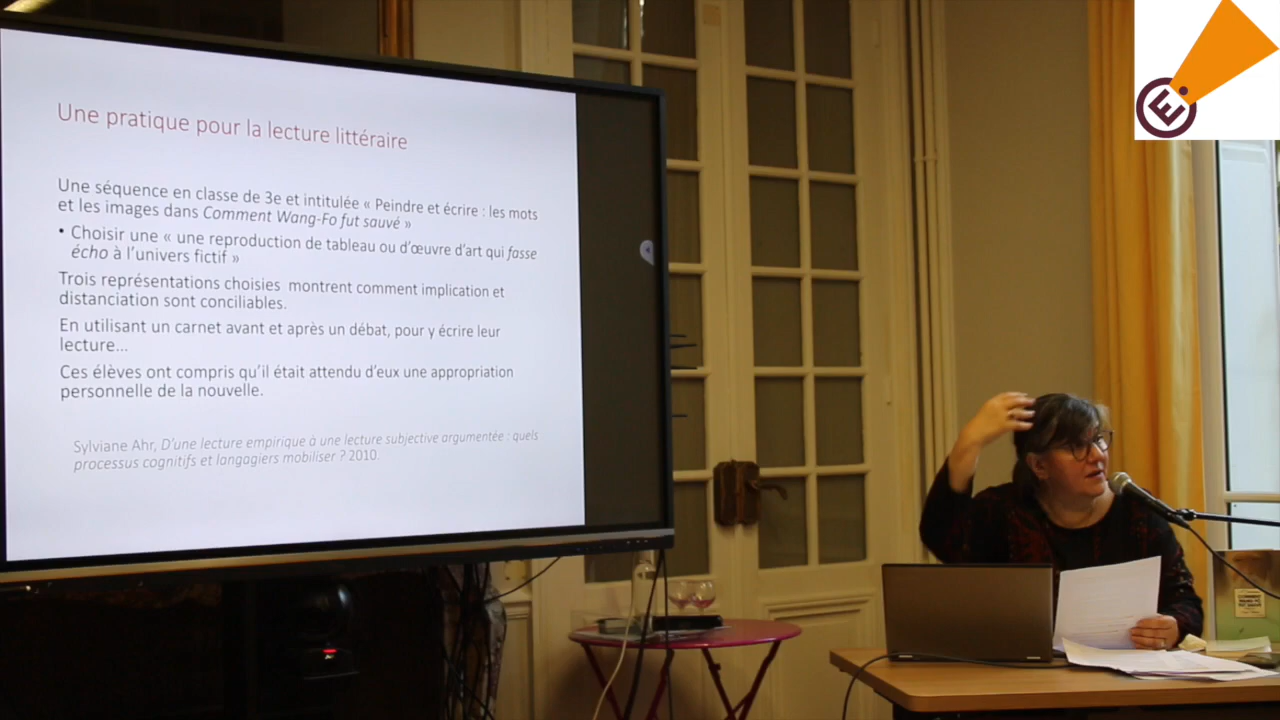 Une pratique pour la lecture littéraire
Une séquence en classe de 3e et intitulée « Peindre et écrire : les mots
et les images dans Comment Wang-Fo fut sauvé »
• Choisir une « une reproduction de tableau ou d’œuvre d’art qui fasse
écho à l’univers fictif »
Trois représentations choisies montrent comment implication et
distanciation sont conciliables.
En utilisant un carnet avant et après un débat, pour y écrire leur
lecture…
Ces élèves ont compris qu’il était attendu d’eux une appropriation
personnelle de la nouvelle.
Sylviane Ahr, D’une lecture empirique à une lecture subjective argumentée : quels
processus cognitifs et langagiers mobiliser ? 2010.
E
COMMENT
WANG-FÔ
FUT SAUVÉ